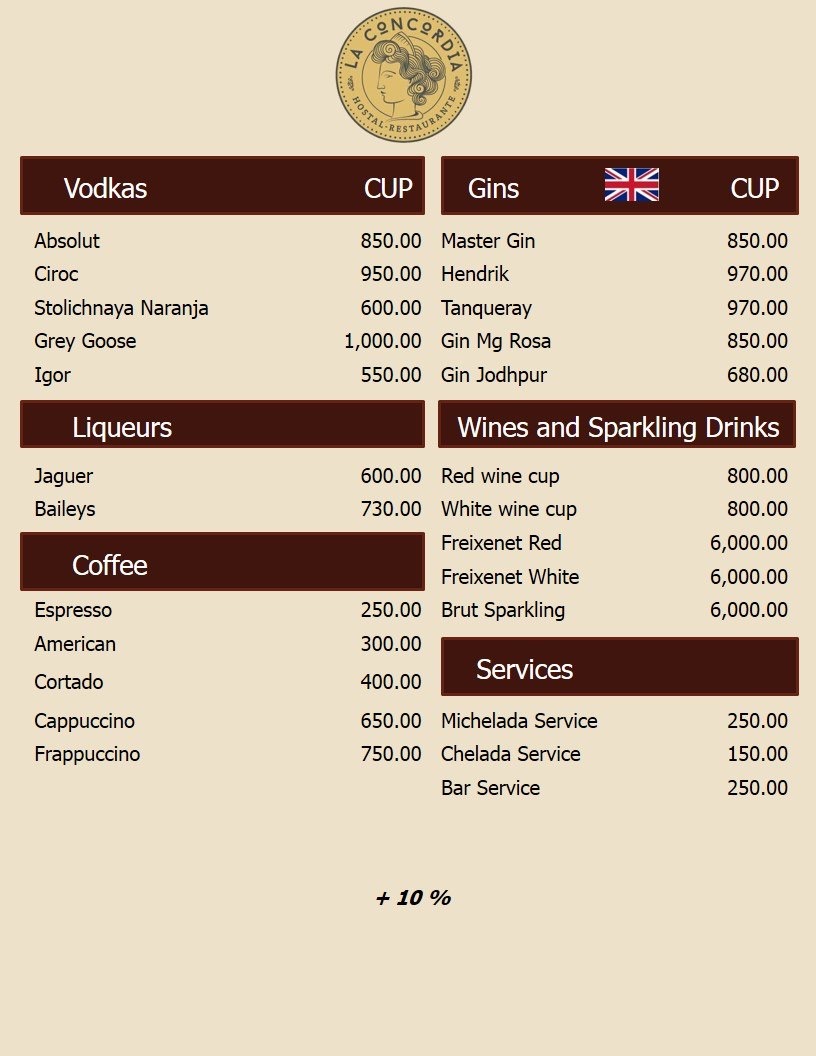 LA CONCORDIA
HOSTAL-RESTAURANTE
Vodkas CUP
Absolut 850.00
Ciroc 950.00
Stolichnaya Naranja 600.00
Grey Goose 1,000.00
Igor 550.00
Liqueurs
Jaguer 600.00
Baileys 730.00
Coffee
Espresso 250.00
American 300.00
Cortado 400.00
Cappuccino 650.00
Frappuccino 750.00
Gins CUP
Master Gin 850.00
Hendrik 970.00
Tanqueray 970.00
Gin Mg Rosa 850.00
Gin Jodhpur 680.00
Wines and Sparkling Drinks
Red wine cup 800.00
White wine cup 800.00
Freixenet Red 6,000.00
Freixenet White 6,000.00
Brut Sparkling 6,000.00
Services
Michelada Service 250.00
Chelada Service 150.00
Bar Service 250.00
+ 10 %